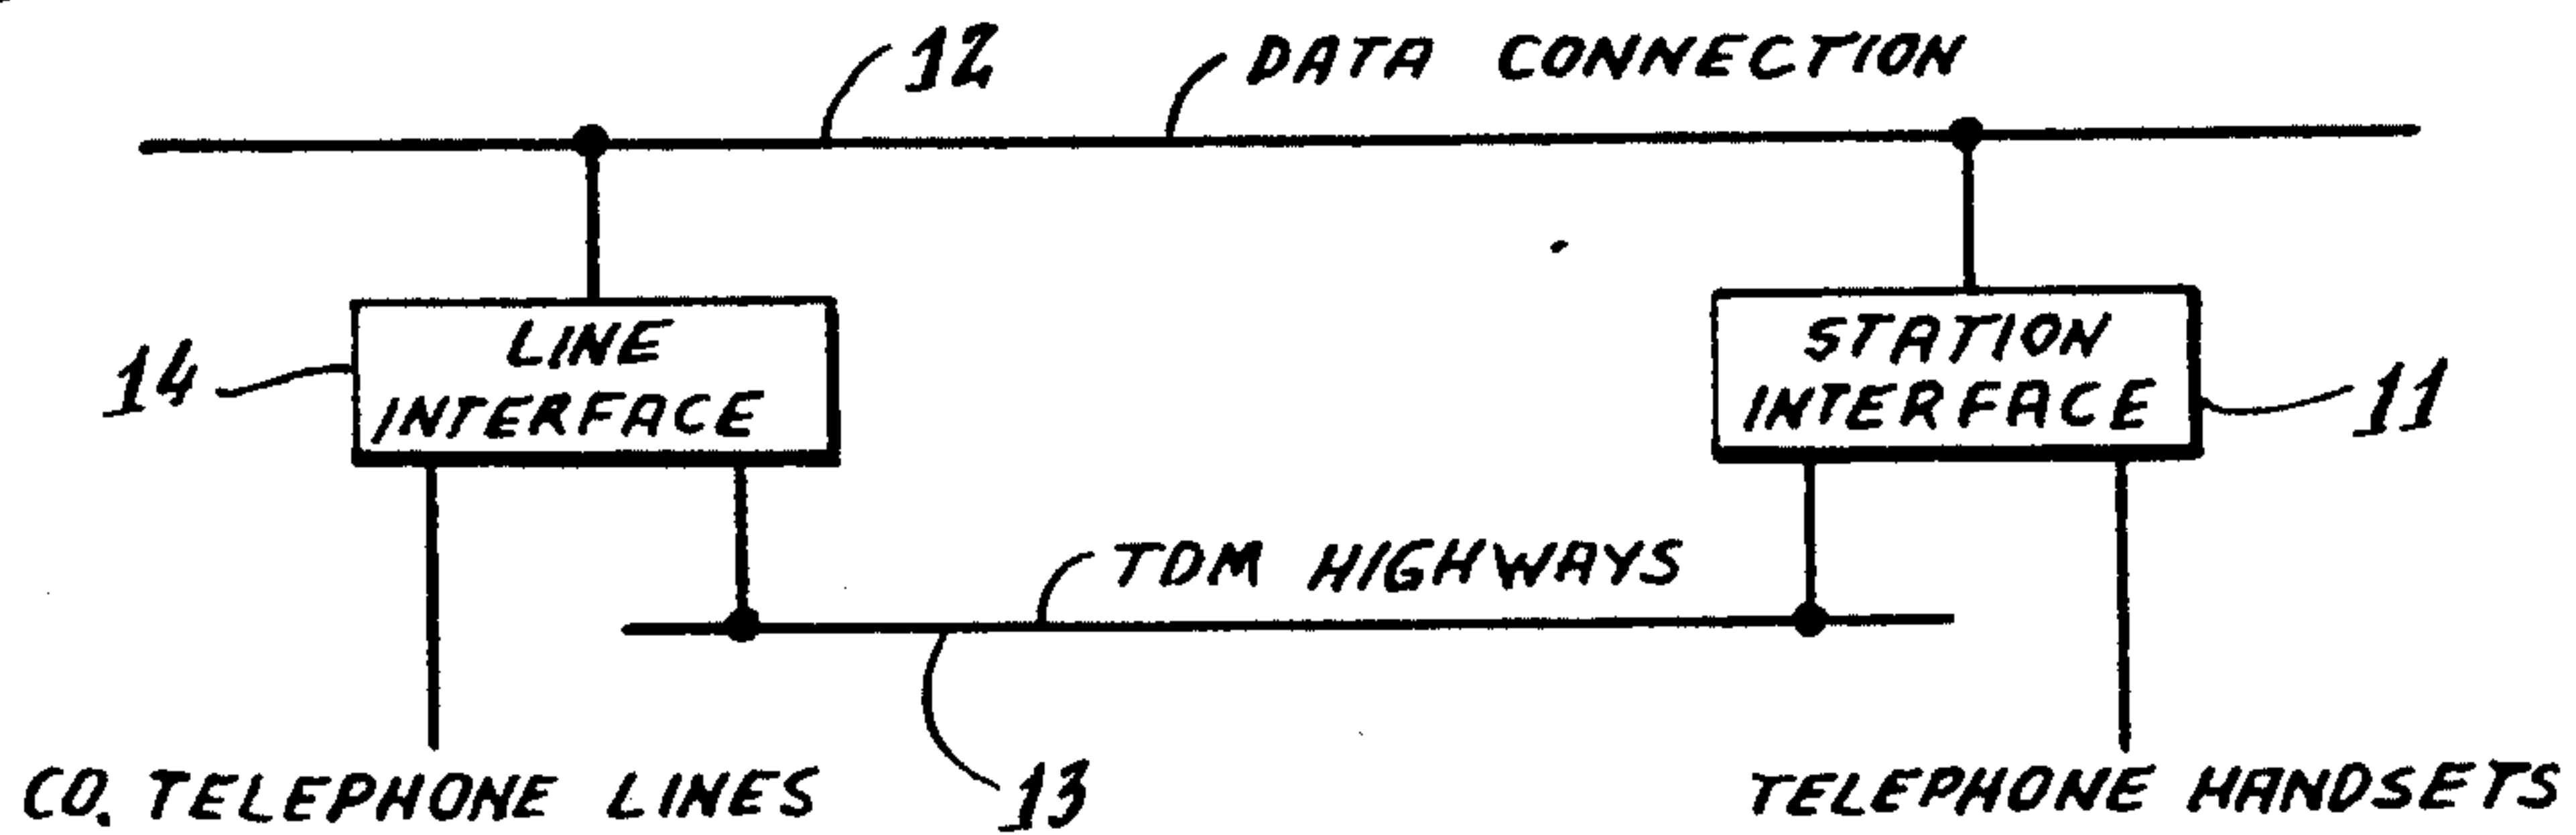 12
DATA CONNECTION
LINE
INTERFACE
14
STATION
INTERFACE
11
TDM HIGHWAYS
13
CO. TELEPHONE LINES
TELEPHONE HANDSETS